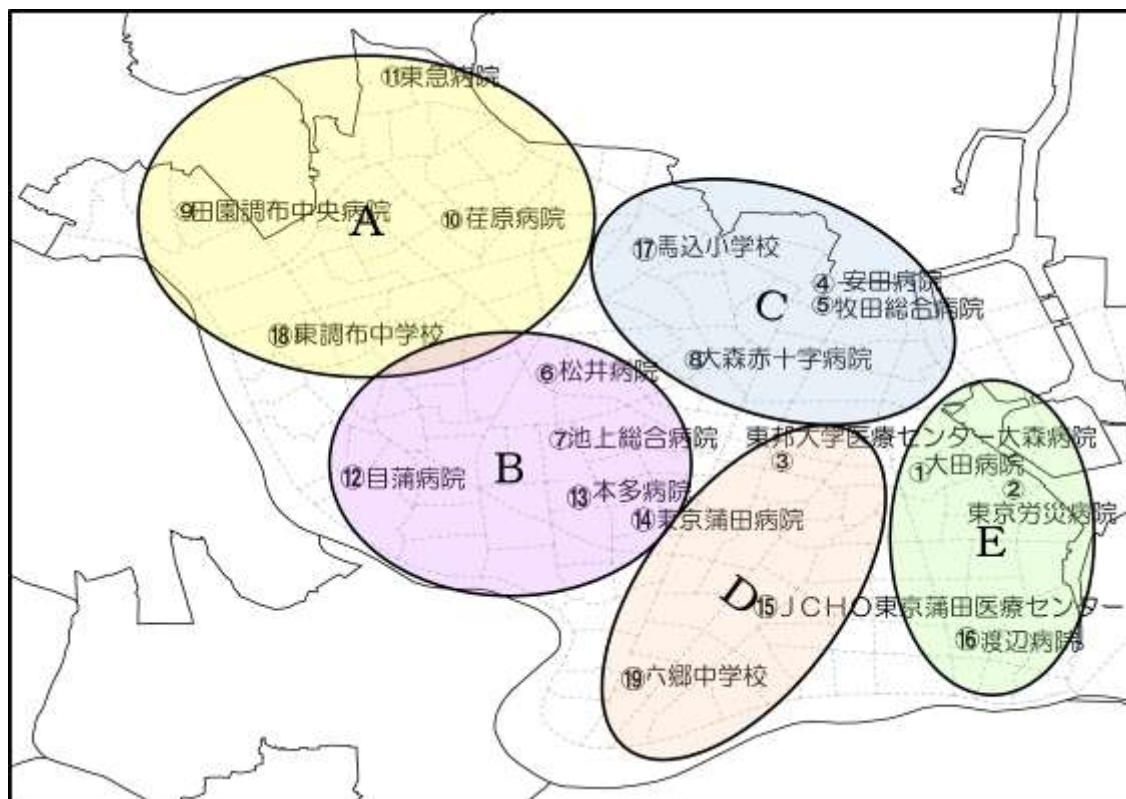 ⑪東急病院
⑨田園調布中央病院
A
⑩荏原病院
⑱東調布中学校
⑰馬込小学校
④安田病院
C
⑤牧田総合病院
⑧大森赤十字病院
⑥松井病院
⑦池上総合病院
B
⑫目蒲病院
⑬本多病院
⑭東京蒲田病院
東邦大学医療センター大森病院
③
①大田病院
②
東京労災病院
E
D
⑮JCHO東京蒲田医療センター
⑯渡辺病院
⑲六郷中学校